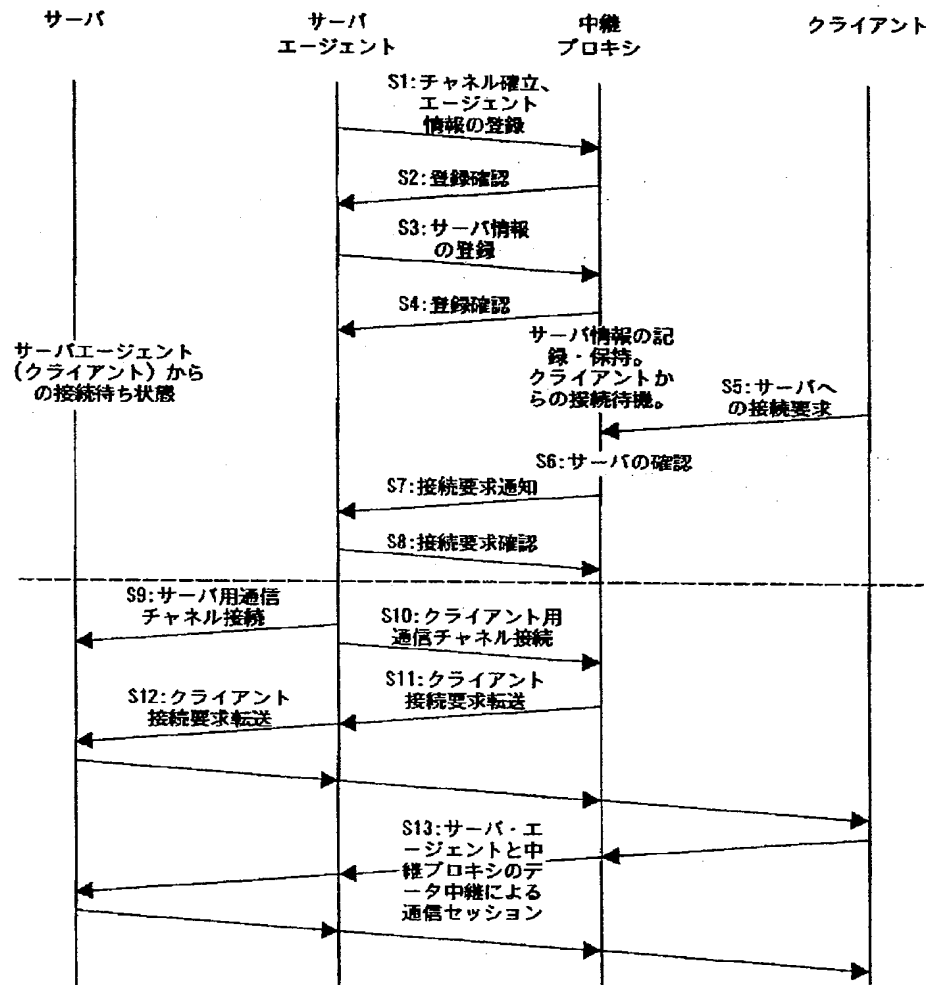 サーバ
サーバ
エージェント
中継
プロキシ
クライアント
S1:チャネル確立、
エージェント
情報の登録
S2:登録確認
S3:サーバ情報
の登録
S4:登録確認
サーバエージェント
(クライアント)から
の接続待ち状態
サーバ情報の記
録・保持。
クライアントか
らの接続待機。
S5:サーバへ
の接続要求
S6:サーバの確認
S7:接続要求通知
S8:接続要求確認
S9:サーバ用通信
チャネル接続
S10:クライアント用
通信チャネル接続
S11:クライアント
接続要求転送
S12:クライアント
接続要求転送
S13:サーバ・エ
ージェントと中
継プロキシのデ
ータ中継による
通信セッション